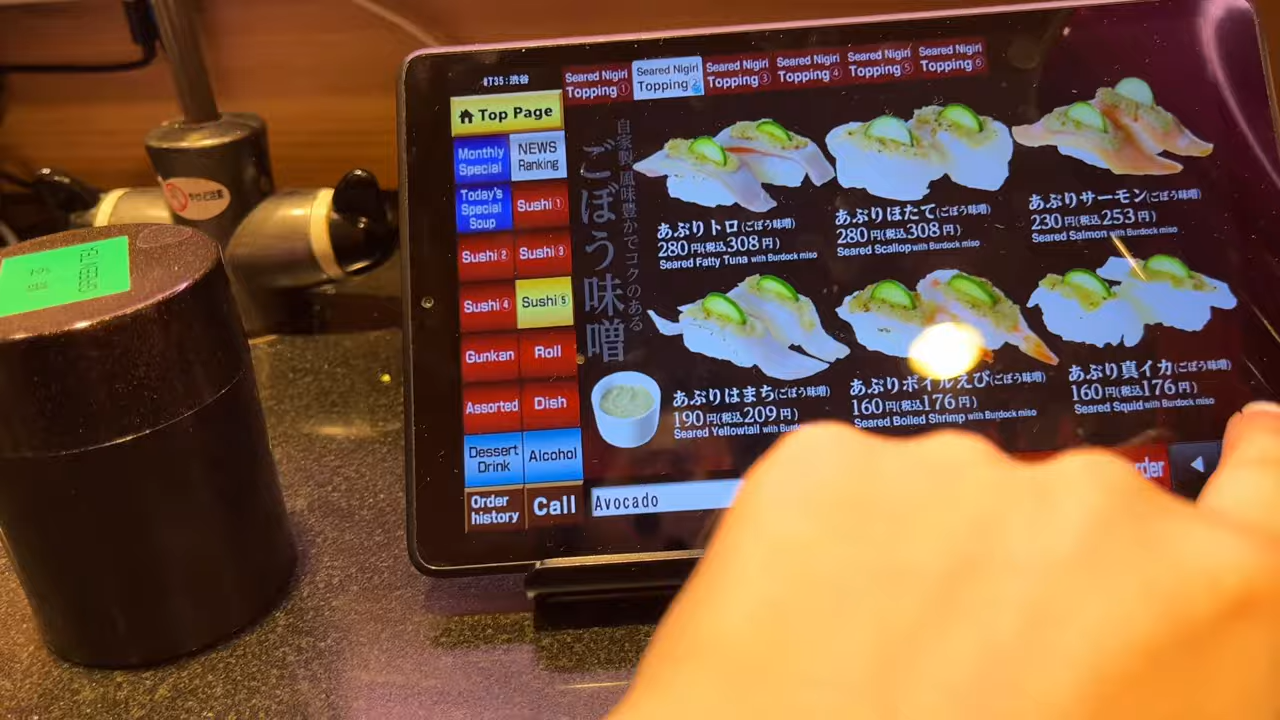 8T35:渋谷
Top Page
Monthly Special
NEWS Ranking
Today's Special Soup
Sushi①
Sushi②
Sushi③
Sushi④
Sushi⑤
Gunkan
Roll
Assorted
Dish
Dessert Drink
Alcohol
Order history
Call
Seared Nigiri Topping①
Seared Nigiri Topping②
Seared Nigiri Topping③
Seared Nigiri Topping④
Seared Nigiri Topping⑤
Seared Nigiri Topping⑥
自家製、風味豊かでコクのある
ごぼう味噌
あぶりトロ(ごぼう味噌)
280円(税込308円)
Seared Fatty Tuna with Burdock miso
あぶりほたて(ごぼう味噌)
280円(税込308円)
Seared Scallop with Burdock miso
あぶりサーモン(ごぼう味噌)
230円(税込253円)
Seared Salmon with Burdock miso
あぶりはまち(ごぼう味噌)
190円(税込209円)
Seared Yellowtail with
あぶりボイルえび(ごぼう味噌)
160円(税込176円)
Seared Boiled Shrimp with Burdock miso
あぶり真イカ(ごぼう味噌)
160円(税込176円)
Seared Squid with Burdock miso
Avocado
GREEN TEA